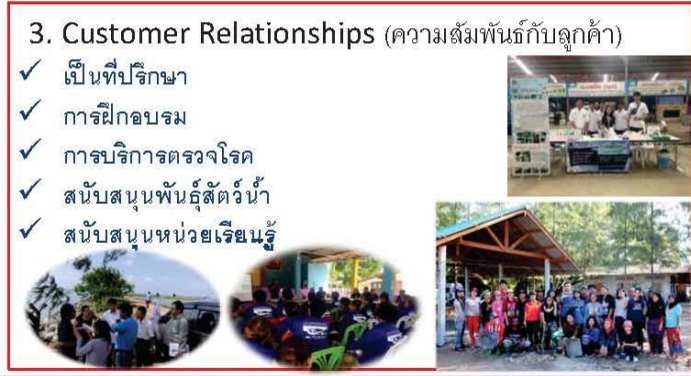 3. Customer Relationships (ความสัมพันธ์กับลูกค้า)
✓ เป็นที่ปรึกษา
✓ การฝึกอบรม
✓ การบริการตรวจโรค
✓ สนับสนุนพันธุ์สัตว์น้ำ
✓ สนับสนุนหน่วยเรียนรู้